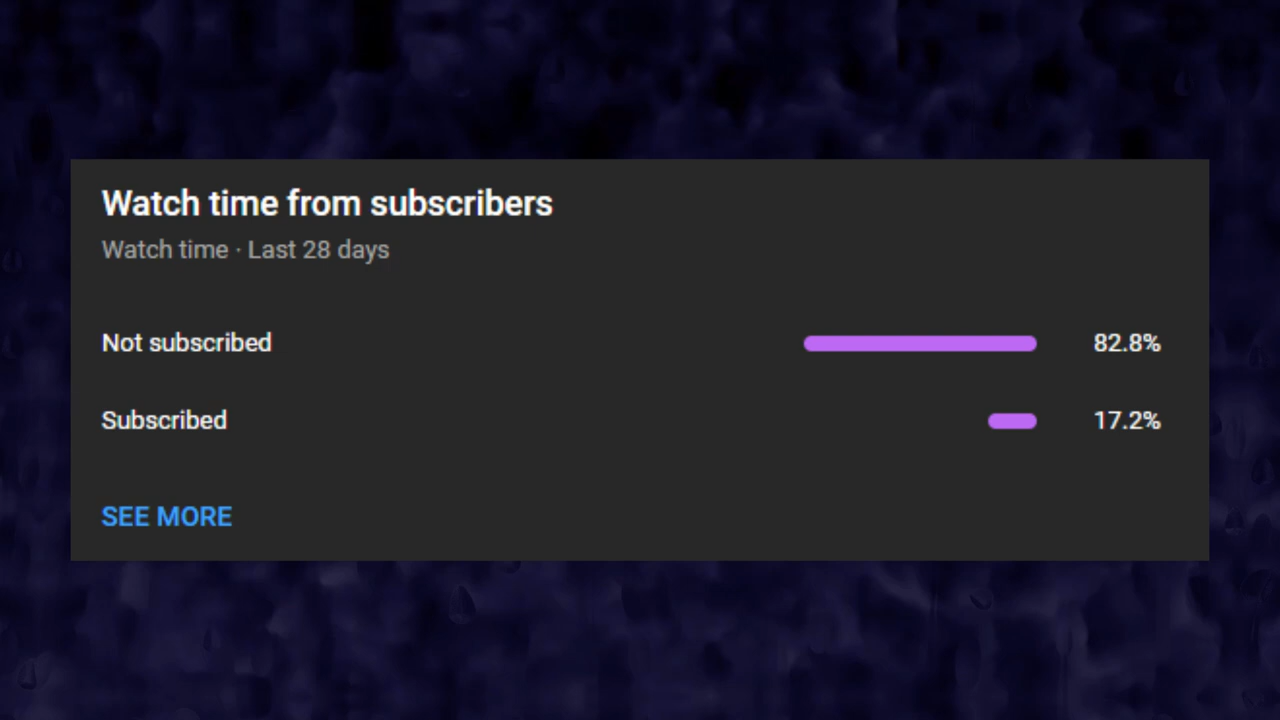 Watch time from subscribers
Watch time · Last 28 days
Not subscribed 82.8%
Subscribed 17.2%
SEE MORE